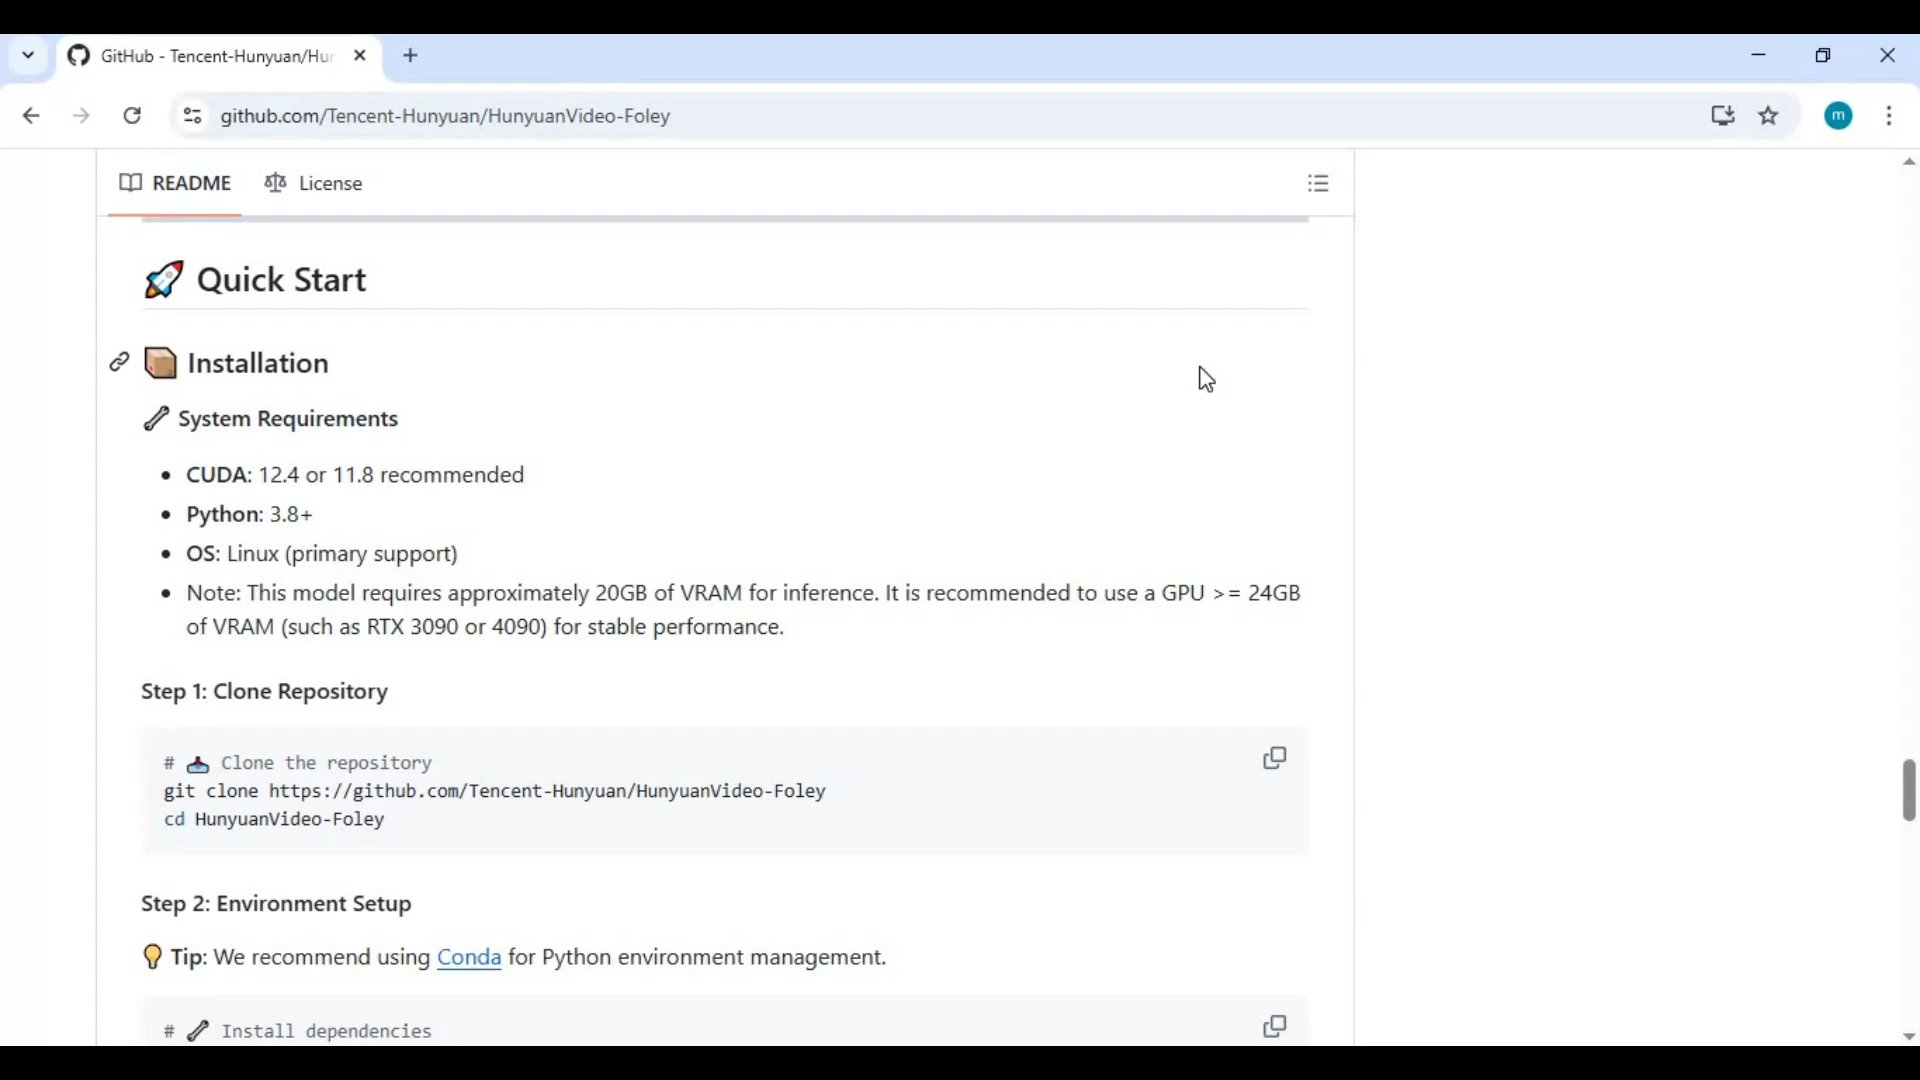 GitHub - Tencent-Hunyuan/Hun
github.com/Tencent-Hunyuan/HunyuanVideo-Foley
m
README License
Quick Start
Installation
System Requirements
CUDA: 12.4 or 11.8 recommended
Python: 3.8+
OS: Linux (primary support)
Note: This model requires approximately 20GB of VRAM for inference. It is recommended to use a GPU >= 24GB
of VRAM (such as RTX 3090 or 4090) for stable performance.
Step 1: Clone Repository
# 📥 Clone the repository
git clone https://github.com/Tencent-Hunyuan/HunyuanVideo-Foley
cd HunyuanVideo-Foley
Step 2: Environment Setup
Tip: We recommend using Conda for Python environment management.
# 🔧 Install dependencies